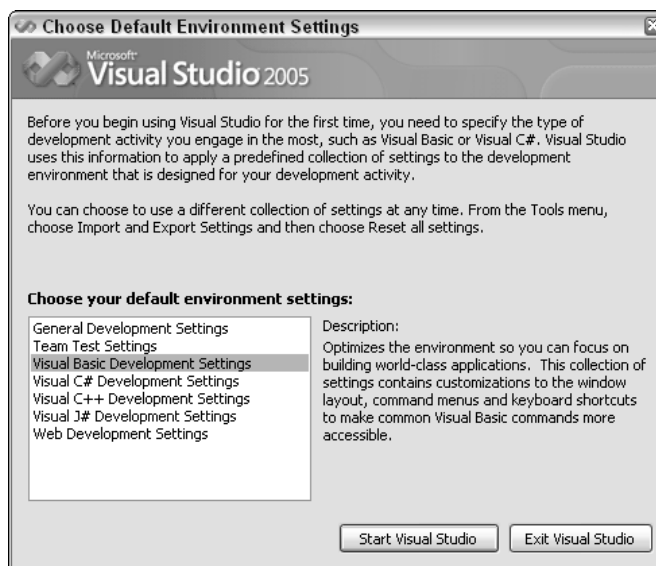 Choose Default Environment Settings
Microsoft
Visual Studio 2005
Before you begin using Visual Studio for the first time, you need to specify the type of
development activity you engage in the most, such as Visual Basic or Visual C#. Visual Studio
uses this information to apply a predefined collection of settings to the development
environment that is designed for your development activity.
You can choose to use a different collection of settings at any time. From the Tools menu,
choose Import and Export Settings and then choose Reset all settings.
Choose your default environment settings:
General Development Settings
Team Test Settings
Visual Basic Development Settings
Visual C# Development Settings
Visual C++ Development Settings
Visual J# Development Settings
Web Development Settings
Description:
Optimizes the environment so you can focus on
building world-class applications.  This collection of
settings contains customizations to the window
layout, command menus and keyboard shortcuts
to make common Visual Basic commands more
accessible.
Start Visual Studio
Exit Visual Studio